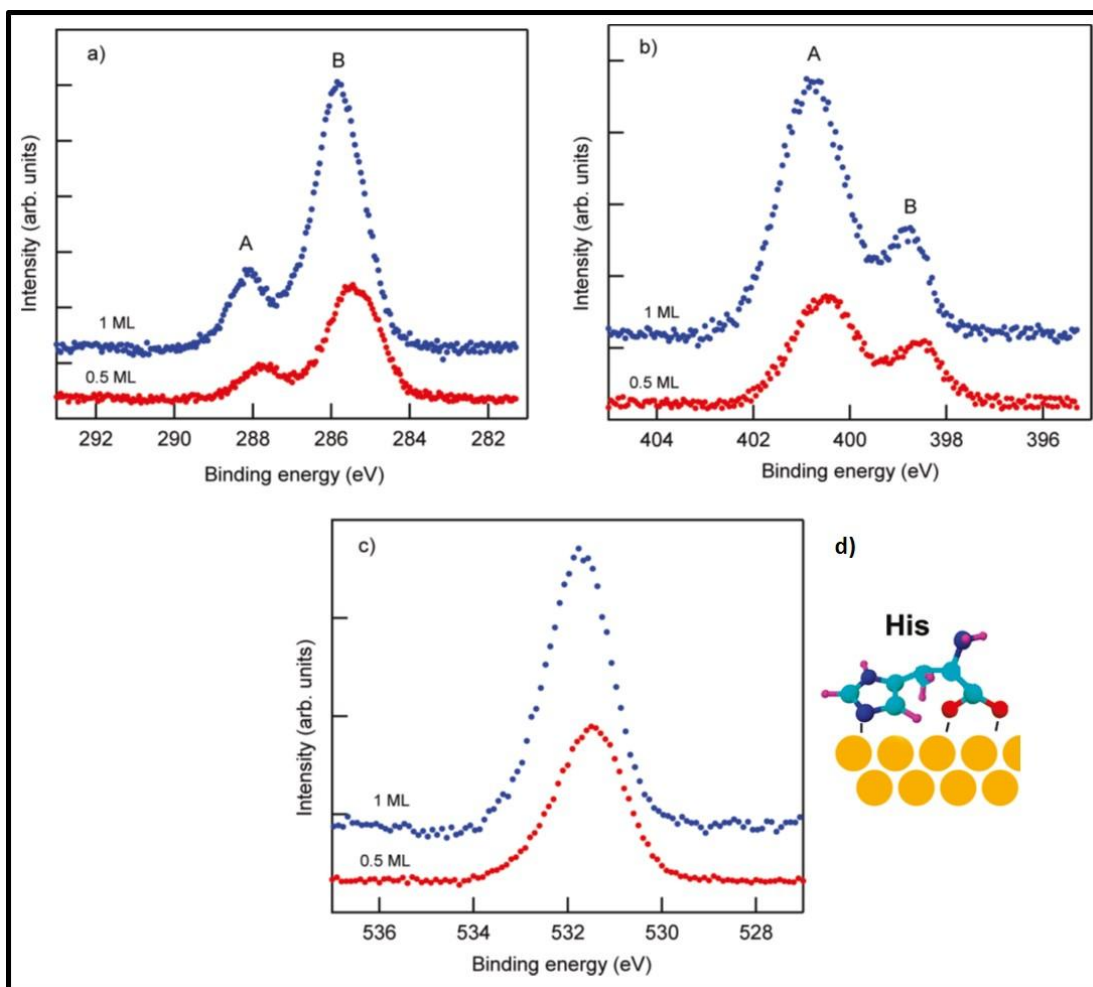 a)
A
B
1 ML
0.5 ML
Intensity (arb. units)
292 290 288 286 284 282
Binding energy (eV)
b)
A
B
1 ML
0.5 ML
Intensity (arb. units)
404 402 400 398 396
Binding energy (eV)
c)
1 ML
0.5 ML
Intensity (arb. units)
536 534 532 530 528
Binding energy (eV)
d)
His